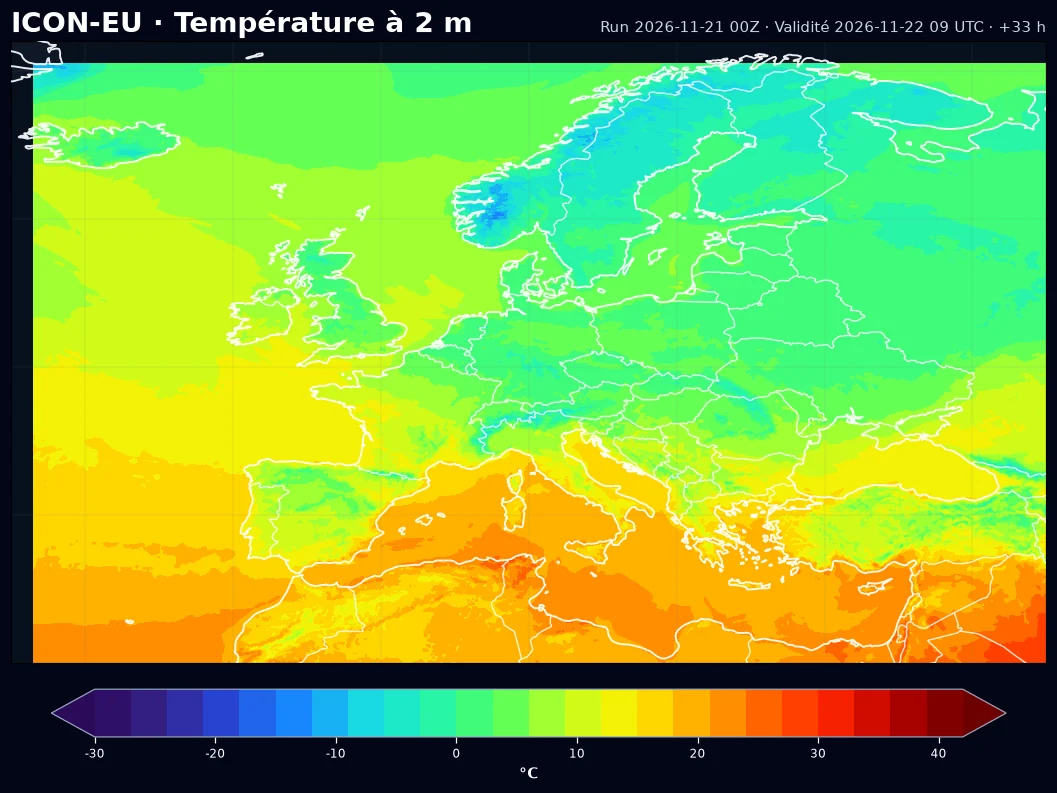 ICON-EU · Température à 2 m
Run 2026-11-21 00Z · Validité 2026-11-22 09 UTC · +33 h
-30 -20 -10 0 10 20 30 40
°C